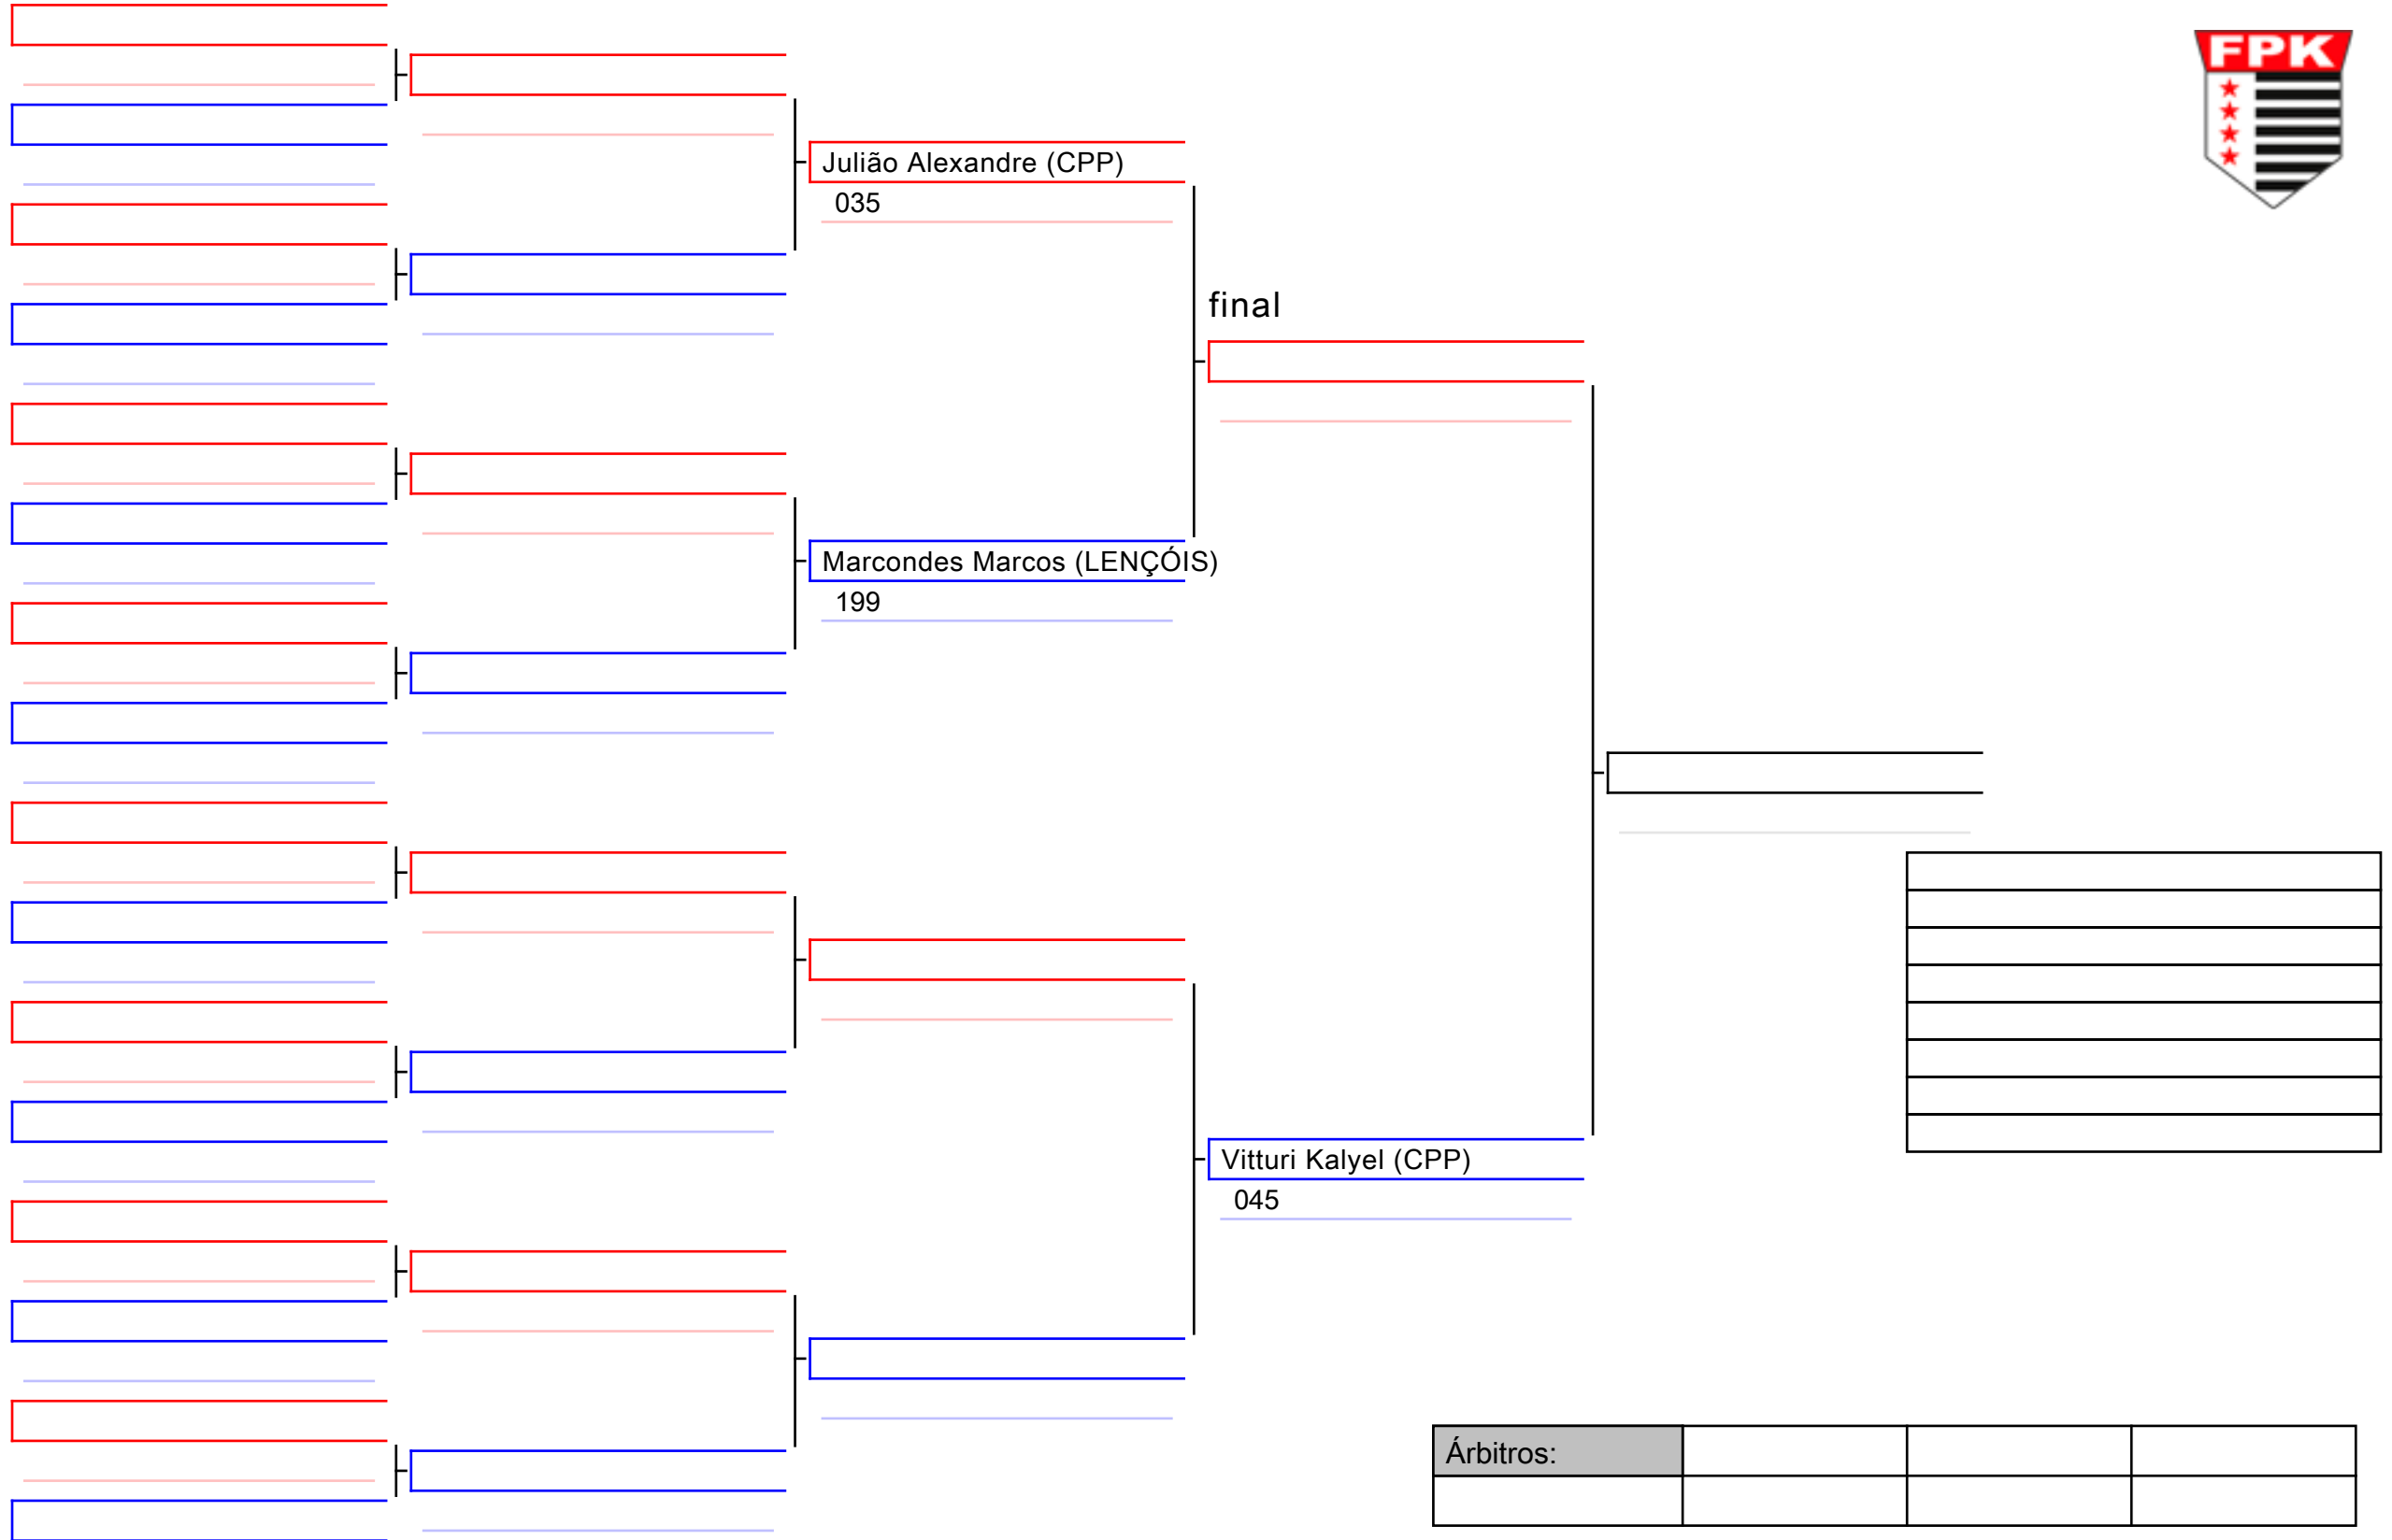 FPK
Julião Alexandre (CPP)
035
final
Marcondes Marcos (LENÇÓIS)
199
Vitturi Kalyel (CPP)
045
Árbitros: